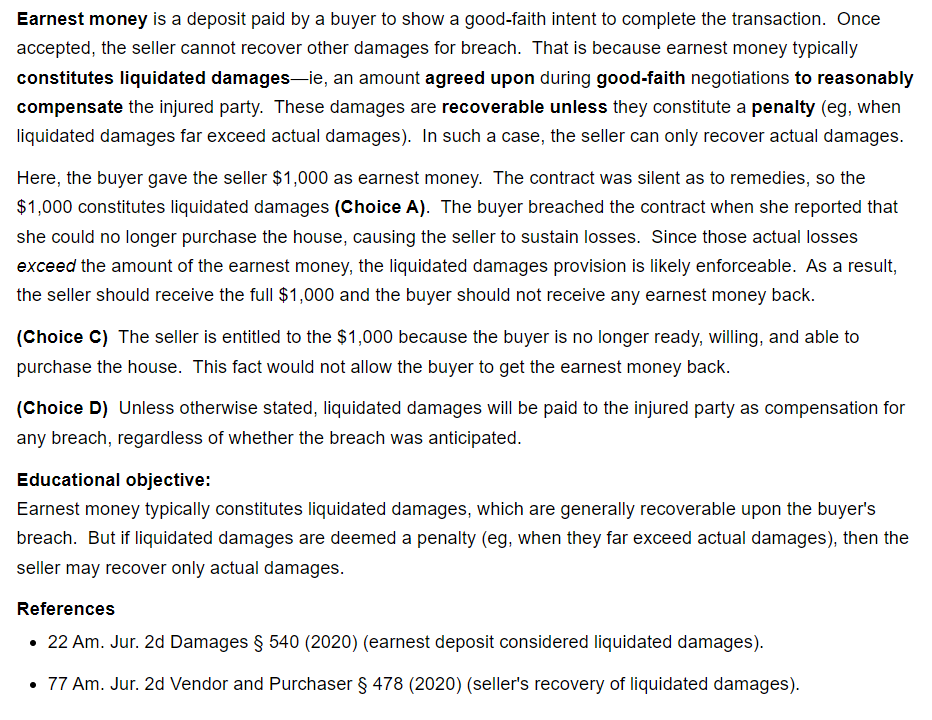 Earnest money is a deposit paid by a buyer to show a good-faith intent to complete the transaction.  Once
accepted, the seller cannot recover other damages for breach.  That is because earnest money typically
constitutes liquidated damages—ie, an amount agreed upon during good-faith negotiations to reasonably
compensate the injured party.  These damages are recoverable unless they constitute a penalty (eg, when
liquidated damages far exceed actual damages).  In such a case, the seller can only recover actual damages.
Here, the buyer gave the seller $1,000 as earnest money.  The contract was silent as to remedies, so the
$1,000 constitutes liquidated damages (Choice A).  The buyer breached the contract when she reported that
she could no longer purchase the house, causing the seller to sustain losses.  Since those actual losses
exceed the amount of the earnest money, the liquidated damages provision is likely enforceable.  As a result,
the seller should receive the full $1,000 and the buyer should not receive any earnest money back.
(Choice C)  The seller is entitled to the $1,000 because the buyer is no longer ready, willing, and able to
purchase the house.  This fact would not allow the buyer to get the earnest money back.
(Choice D)  Unless otherwise stated, liquidated damages will be paid to the injured party as compensation for
any breach, regardless of whether the breach was anticipated.
Educational objective:
Earnest money typically constitutes liquidated damages, which are generally recoverable upon the buyer's
breach.  But if liquidated damages are deemed a penalty (eg, when they far exceed actual damages), then the
seller may recover only actual damages.
References
• 22 Am. Jur. 2d Damages § 540 (2020) (earnest deposit considered liquidated damages).
• 77 Am. Jur. 2d Vendor and Purchaser § 478 (2020) (seller's recovery of liquidated damages).